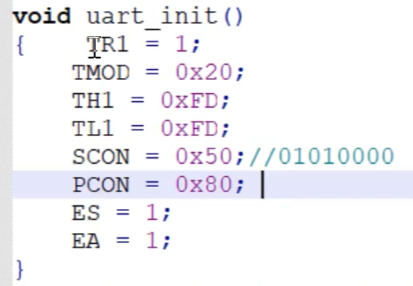 void uart_init()
{ TR1 = 1;
TMOD = 0x20;
TH1 = 0xFD;
TL1 = 0xFD;
SCON = 0x50;//01010000
PCON = 0x80;
ES = 1;
EA = 1;
}